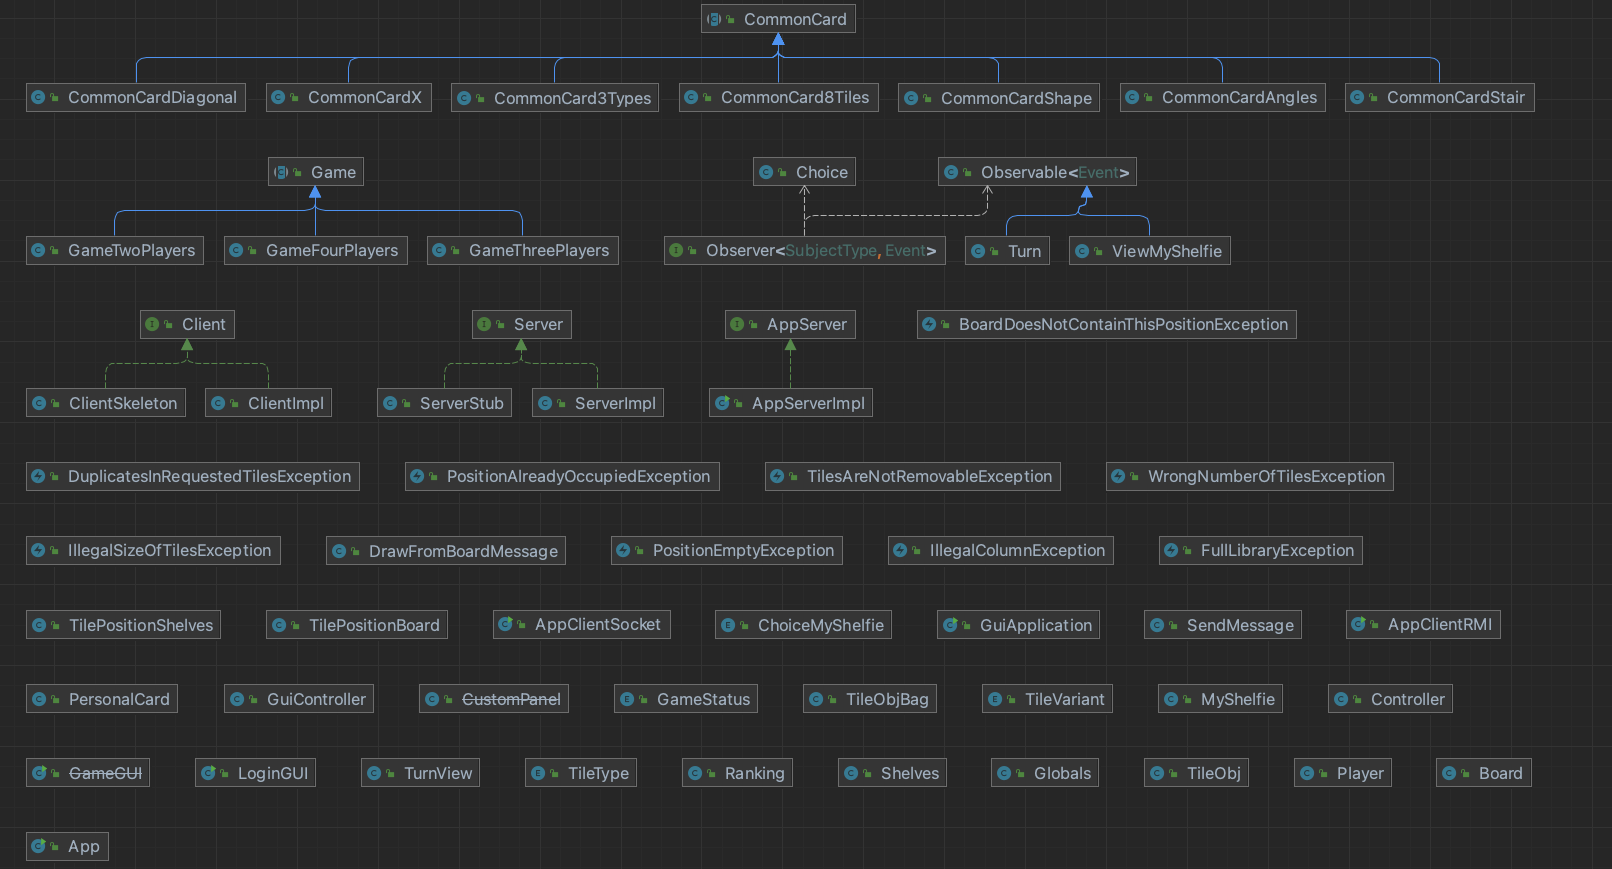 CommonCard
CommonCardDiagonal CommonCardX CommonCard3Types CommonCard8Tiles CommonCardShape CommonCardAngles CommonCardStair
Game Choice Observable<Event>
GameTwoPlayers GameFourPlayers GameThreePlayers Observer<SubjectType, Event> Turn ViewMyShelfie
Client Server AppServer BoardDoesNotContainThisPositionException
ClientSkeleton ClientImpl ServerStub ServerImpl AppServerImpl
DuplicatesInRequestedTilesException PositionAlreadyOccupiedException TilesAreNotRemovableException WrongNumberOfTilesException
IllegalSizeOfTilesException DrawFromBoardMessage PositionEmptyException IllegalColumnException FullLibraryException
TilePositionShelves TilePositionBoard AppClientSocket ChoiceMyShelfie GuiApplication SendMessage AppClientRMI
PersonalCard GuiController CustomPanel GameStatus TileObjBag TileVariant MyShelfie Controller
GameGUI LoginGUI TurnView TileType Ranking Shelves Globals TileObj Player Board
App